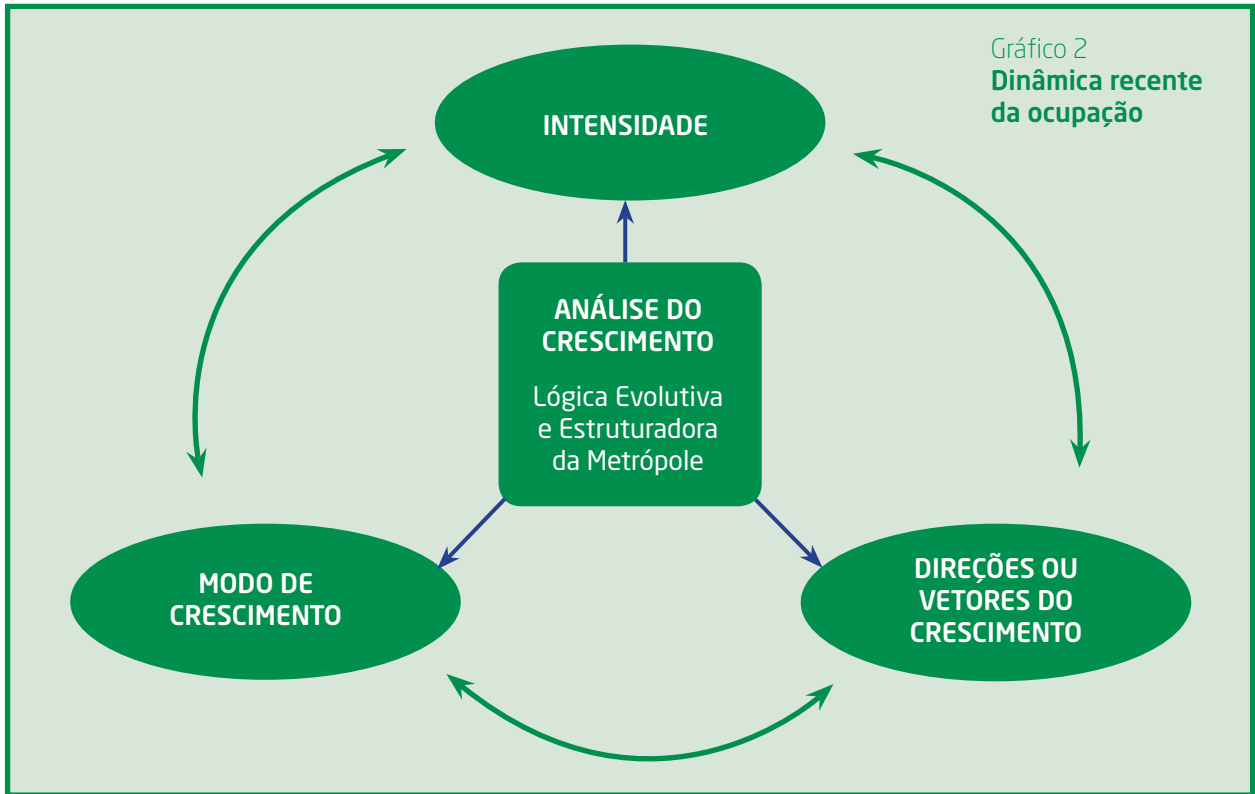 Gráfico 2
Dinâmica recente
da ocupação
INTENSIDADE
ANÁLISE DO
CRESCIMENTO
Lógica Evolutiva
e Estruturadora
da Metrópole
MODO DE
CRESCIMENTO
DIREÇÕES OU
VETORES DO
CRESCIMENTO